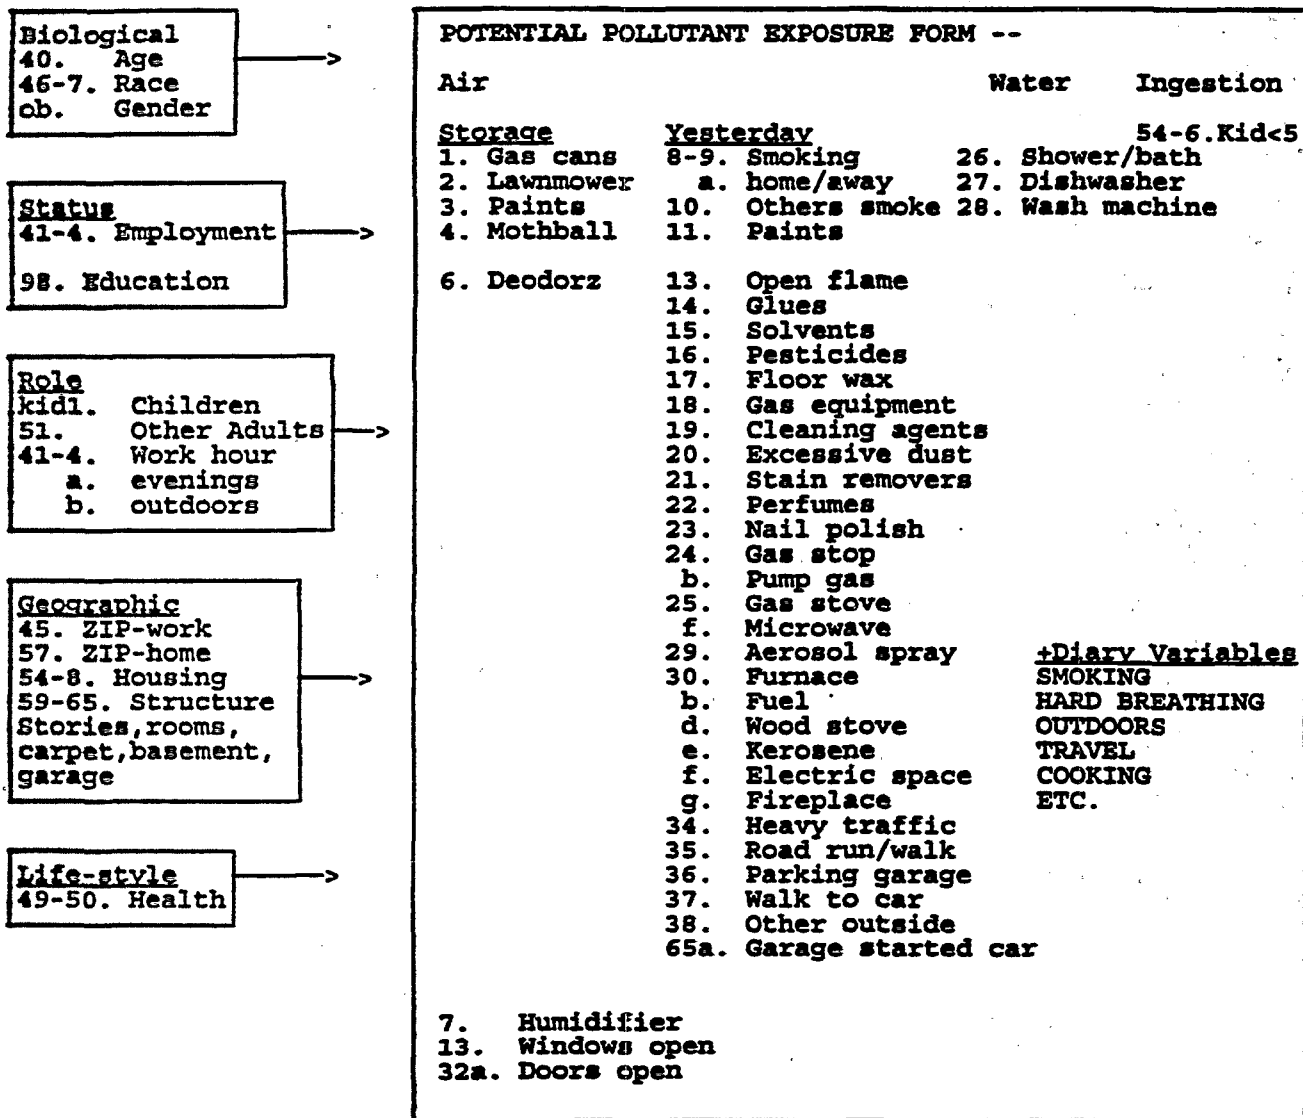 Biological
40. Age
46-7. Race
ob. Gender
Status
41-4. Employment
98. Education
Role
kid1. Children
51. Other Adults
41-4. Work hour
a. evenings
b. outdoors
Geographic
45. ZIP-work
57. ZIP-home
54-8. Housing
59-65. Structure
Stories,rooms,
carpet,basement,
garage
Life-style
49-50. Health
POTENTIAL POLLUTANT EXPOSURE FORM --
Air Water Ingestion
Storage Yesterday 54-6.Kid<5
1. Gas cans 8-9. Smoking 26. Shower/bath
2. Lawnmower a. home/away 27. Dishwasher
3. Paints 10. Others smoke 28. Wash machine
4. Mothball 11. Paints
6. Deodorz 13. Open flame
14. Glues
15. Solvents
16. Pesticides
17. Floor wax
18. Gas equipment
19. Cleaning agents
20. Excessive dust
21. Stain removers
22. Perfumes
23. Nail polish
24. Gas stop
b. Pump gas
25. Gas stove
f. Microwave
29. Aerosol spray +Diary Variables
30. Furnace SMOKING
b. Fuel HARD BREATHING
d. Wood stove OUTDOORS
e. Kerosene TRAVEL
f. Electric space COOKING
g. Fireplace ETC.
34. Heavy traffic
35. Road run/walk
36. Parking garage
37. Walk to car
38. Other outside
65a. Garage started car
7. Humidifier
13. Windows open
32a. Doors open